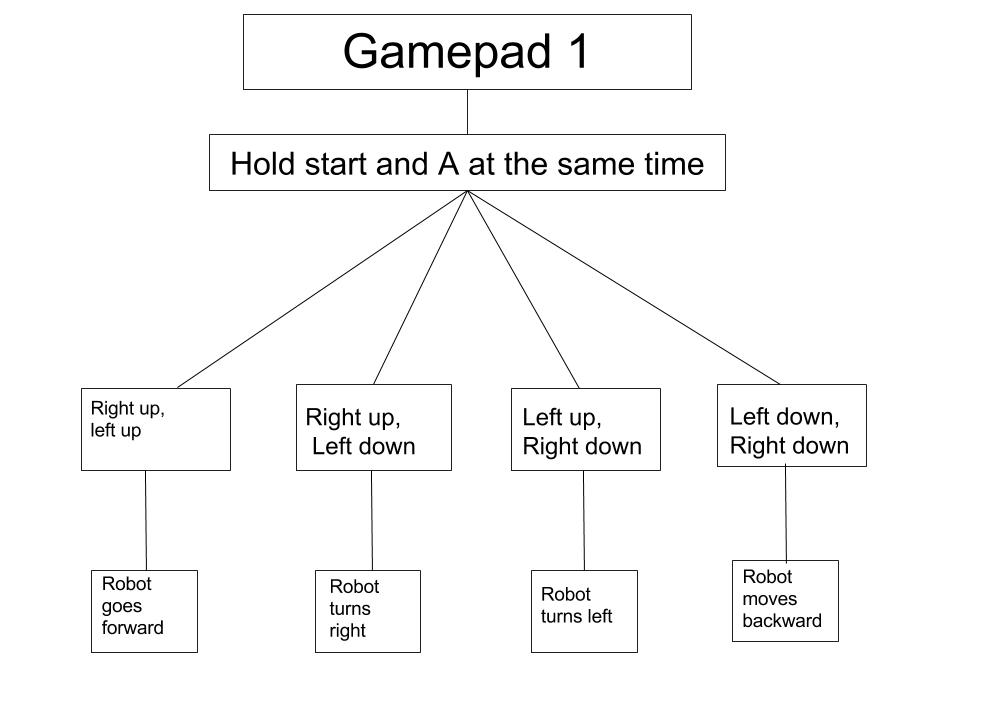 Gamepad 1
Hold start and A at the same time
Right up,
left up
Right up,
Left down
Left up,
Right down
Left down,
Right down
Robot
goes
forward
Robot
turns
right
Robot
turns left
Robot
moves
backward